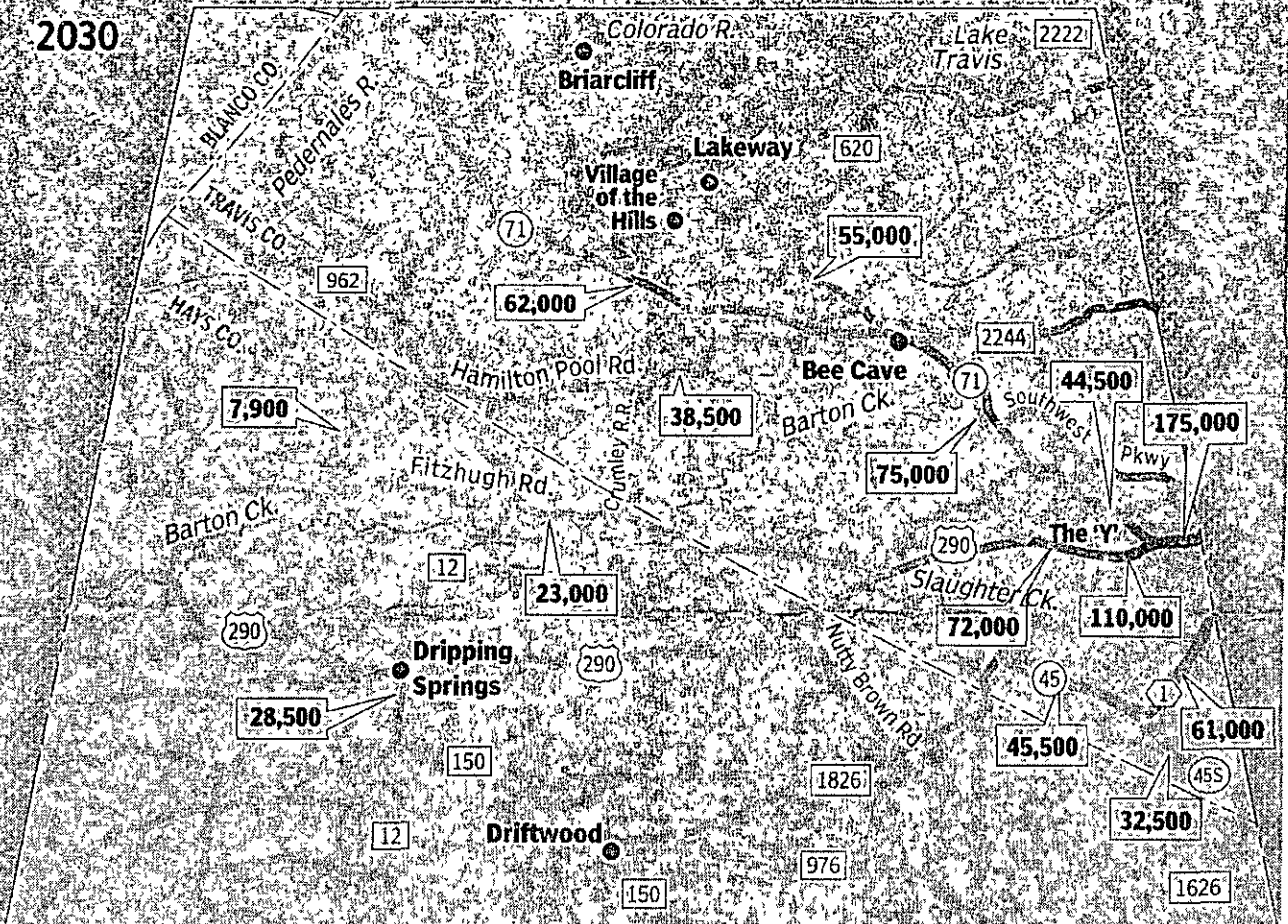 2030
Colorado R.
Lake
Travis
2222
Briarcliff
BLANCO CO
Pedernales R.
TRAVIS CO
Lakeway
620
Village
of the
Hills
71
55,000
962
62,000
HAYS CO
2244
Bee Cave
Hamilton Pool Rd.
71
44,500
7,900
38,500
Barton Ck.
Southwest
Pkwy
175,000
Crumley R.R.
75,000
Fitzhugh Rd
Barton Ck.
The 'Y'
290
12
23,000
Slaughter Ck.
72,000
110,000
290
Dripping
Springs
290
Nutty Brown Rd
45
1
28,500
61,000
45,500
150
1826
45S
32,500
12
Driftwood
976
150
1626